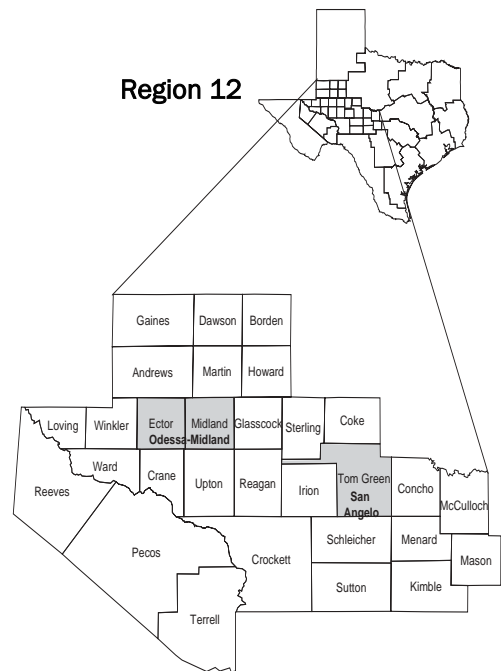 Region 12
Gaines Dawson Borden
Andrews Martin Howard
Loving Winkler Ector Midland Glasscock Sterling Coke
Odessa-Midland
Ward Crane Upton Reagan Irion Tom Green Concho McCulloch
San
Angelo
Reeves
Pecos Crockett Schleicher Menard Mason
Sutton Kimble
Terrell